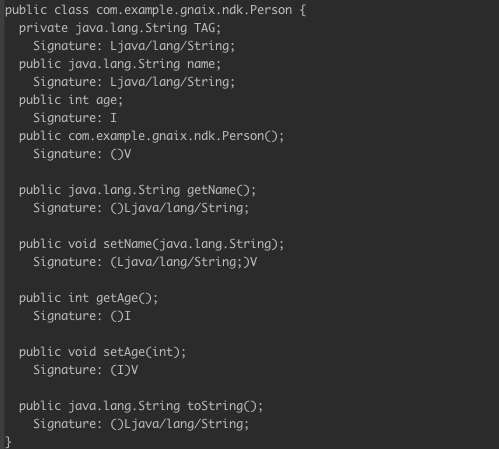 public class com.example.gnaix.ndk.Person {
  private java.lang.String TAG;
    Signature: Ljava/lang/String;
  public java.lang.String name;
    Signature: Ljava/lang/String;
  public int age;
    Signature: I
  public com.example.gnaix.ndk.Person();
    Signature: ()V

  public java.lang.String getName();
    Signature: ()Ljava/lang/String;

  public void setName(java.lang.String);
    Signature: (Ljava/lang/String;)V

  public int getAge();
    Signature: ()I

  public void setAge(int);
    Signature: (I)V

  public java.lang.String toString();
    Signature: ()Ljava/lang/String;
}